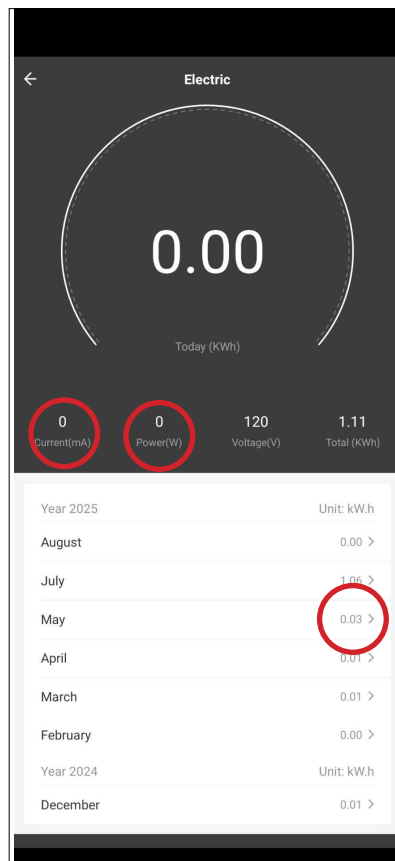 Electric
0.00
Today (KWh)
0 0 120 1.11
Current(mA) Power(W) Voltage(V) Total (KWh)
Year 2025 Unit: kW.h
August 0.00 >
July 1.06 >
May 0.03 >
April 0.01 >
March 0.01 >
February 0.00 >
Year 2024 Unit: kW.h
December 0.01 >